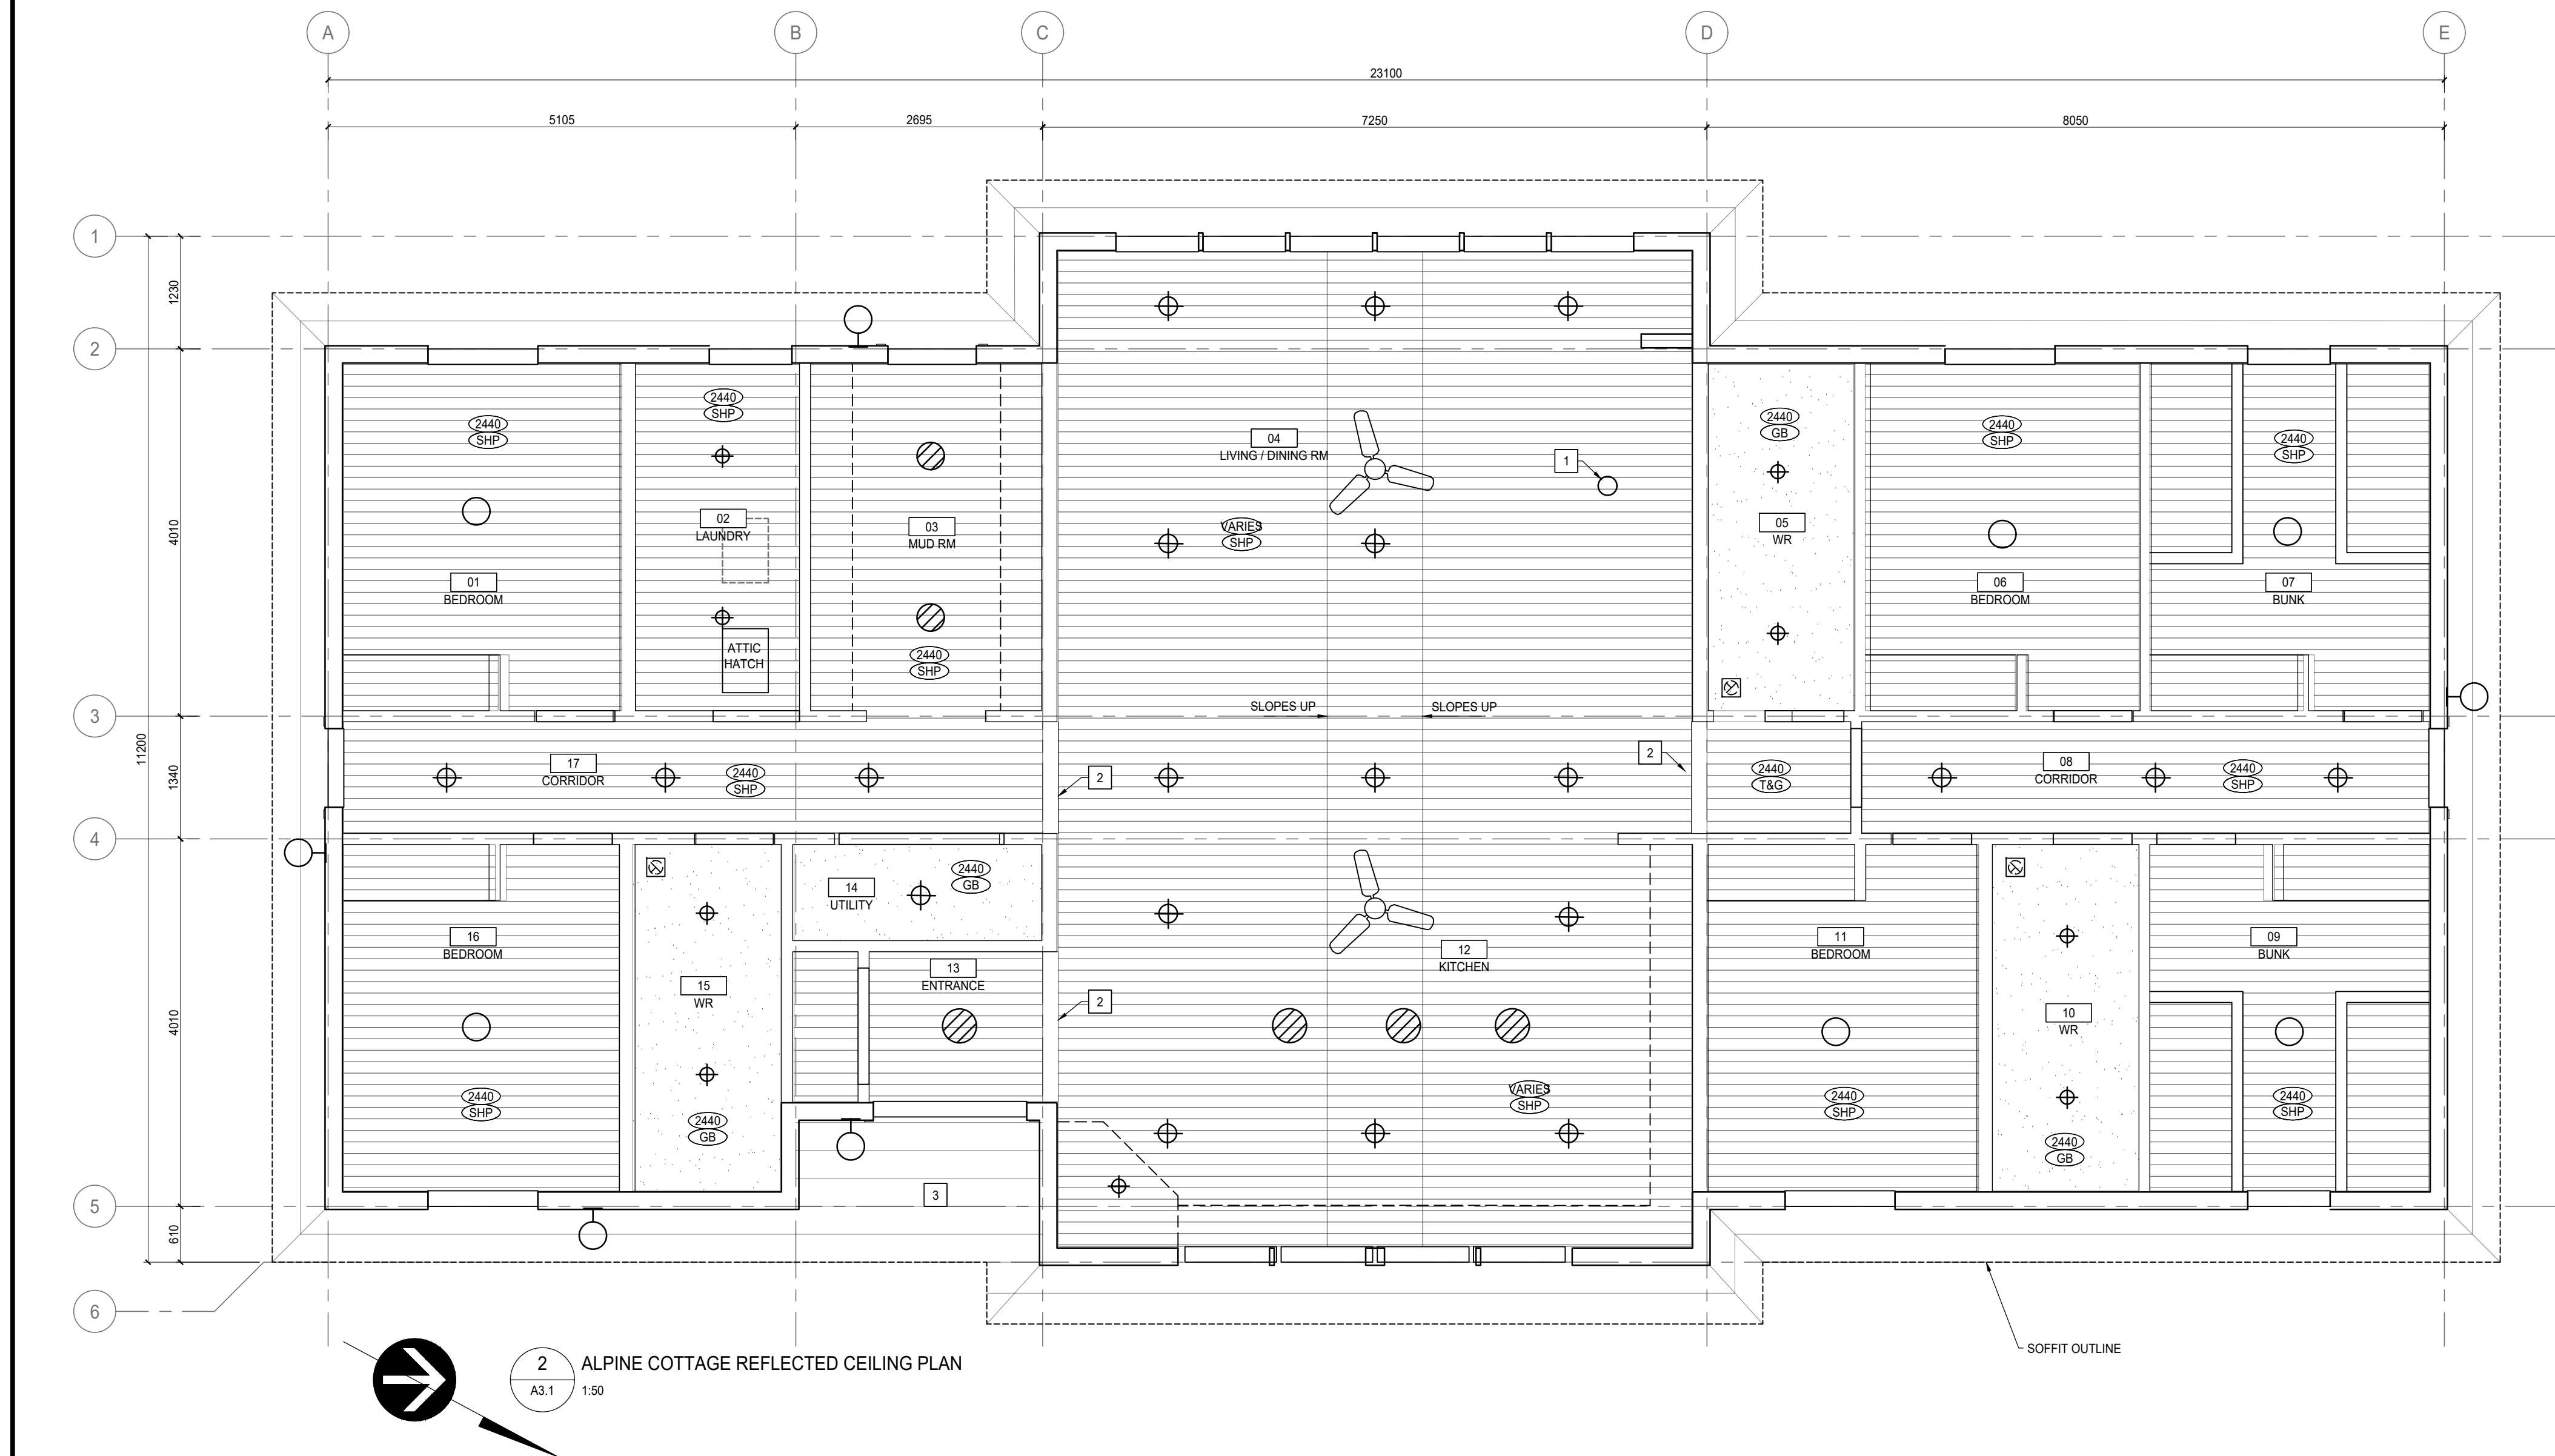 A B C D E
23100
5105 2695 7250 8050
1
1230
2
4010
3
11200
1340
4
4010
5
610
6
2440
SHP
01
BEDROOM
2440
SHP
02
LAUNDRY
ATTIC
HATCH
03
MUD RM
2440
SHP
04
LIVING / DINING RM
1
VARIES
SHP
SLOPES UP SLOPES UP
2440
GB
05
WR
2440
SHP
06
BEDROOM
2440
SHP
07
BUNK
17
CORRIDOR
2440
SHP
2
2
2440
T&G
08
CORRIDOR
2440
SHP
16
BEDROOM
2440
SHP
15
WR
2440
GB
14
UTILITY
2440
GB
13
ENTRANCE
2
3
12
KITCHEN
VARIES
SHP
11
BEDROOM
2440
SHP
10
WR
2440
GB
09
BUNK
2440
SHP
SOFFIT OUTLINE
2
A3.1
ALPINE COTTAGE REFLECTED CEILING PLAN
1:50